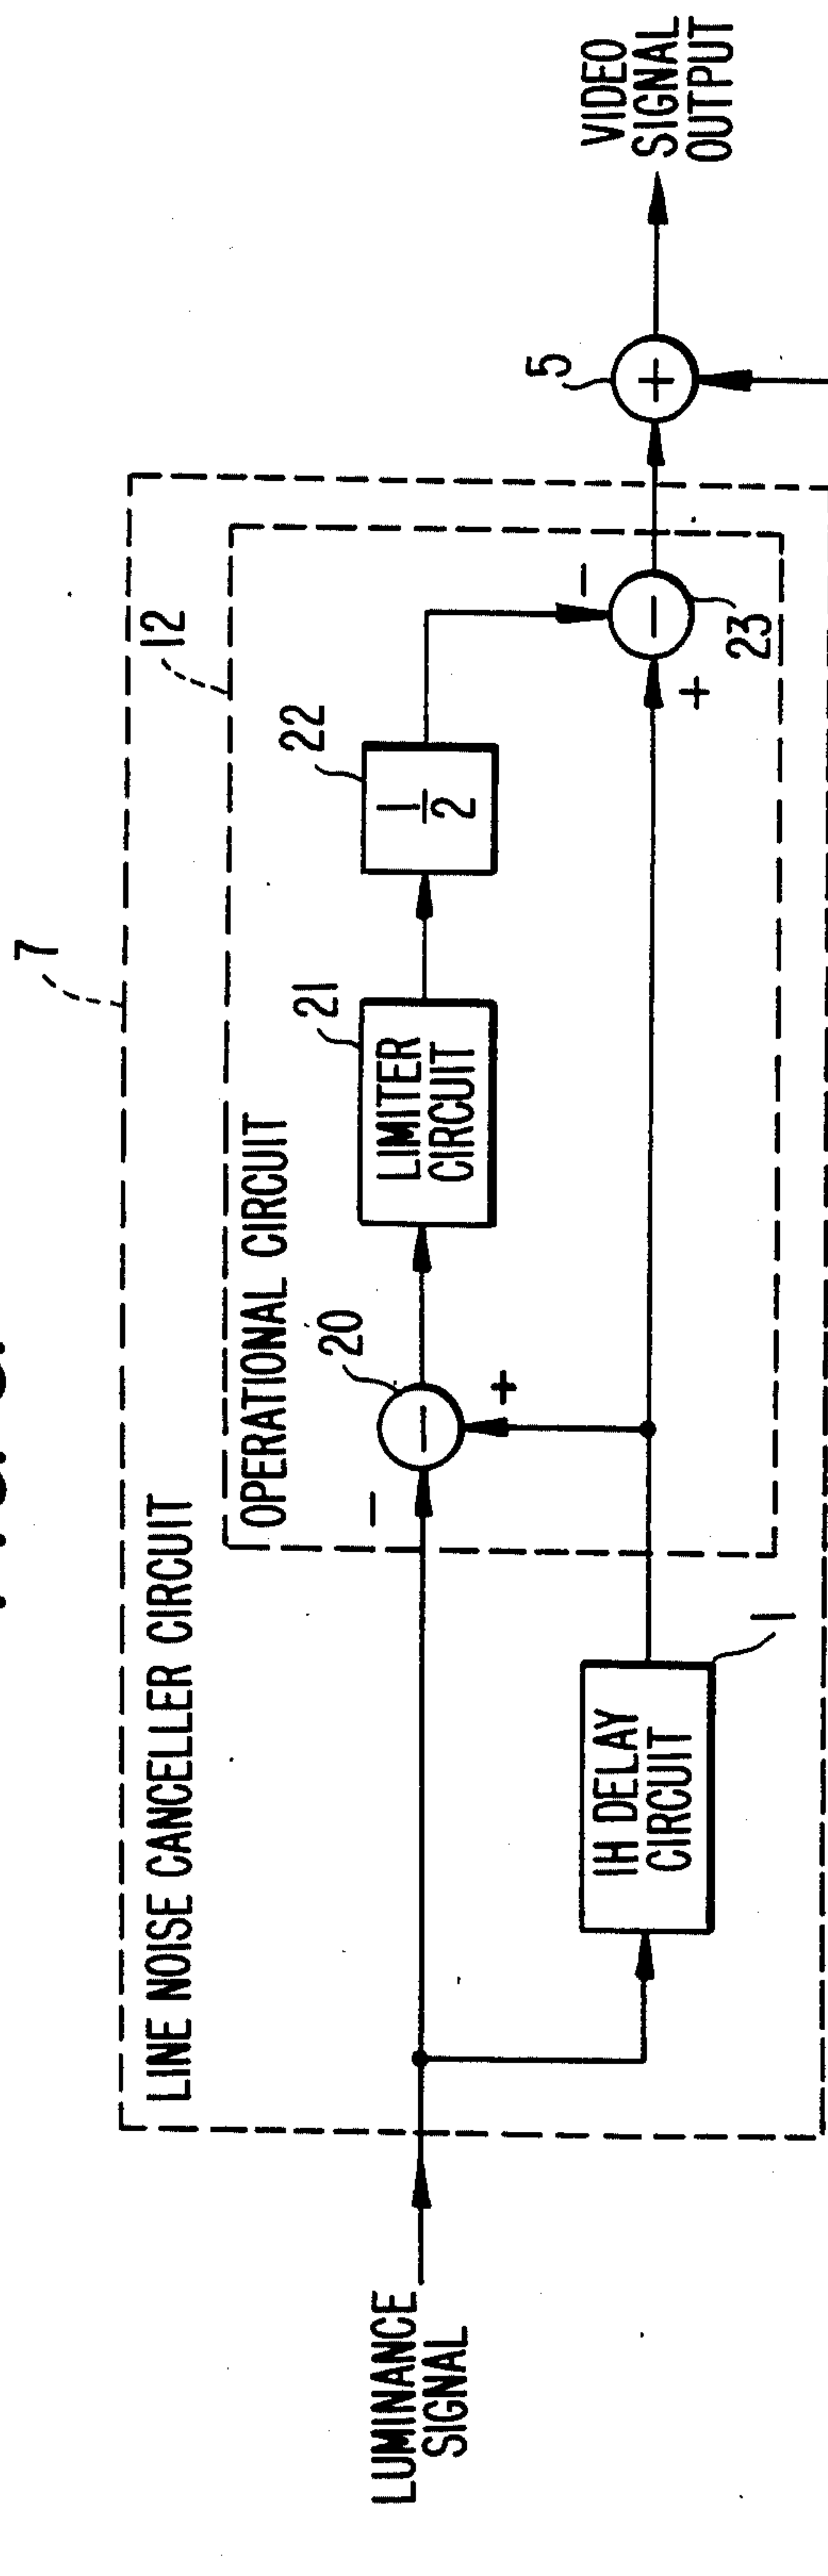 7
LINE NOISE CANCELLER CIRCUIT
12
OPERATIONAL CIRCUIT
20
21
22
LUMINANCE
SIGNAL
−
−
+
LIMITER
CIRCUIT
1
2
−
5
+
VIDEO
SIGNAL
OUTPUT
1H DELAY
CIRCUIT
1
+
−
23